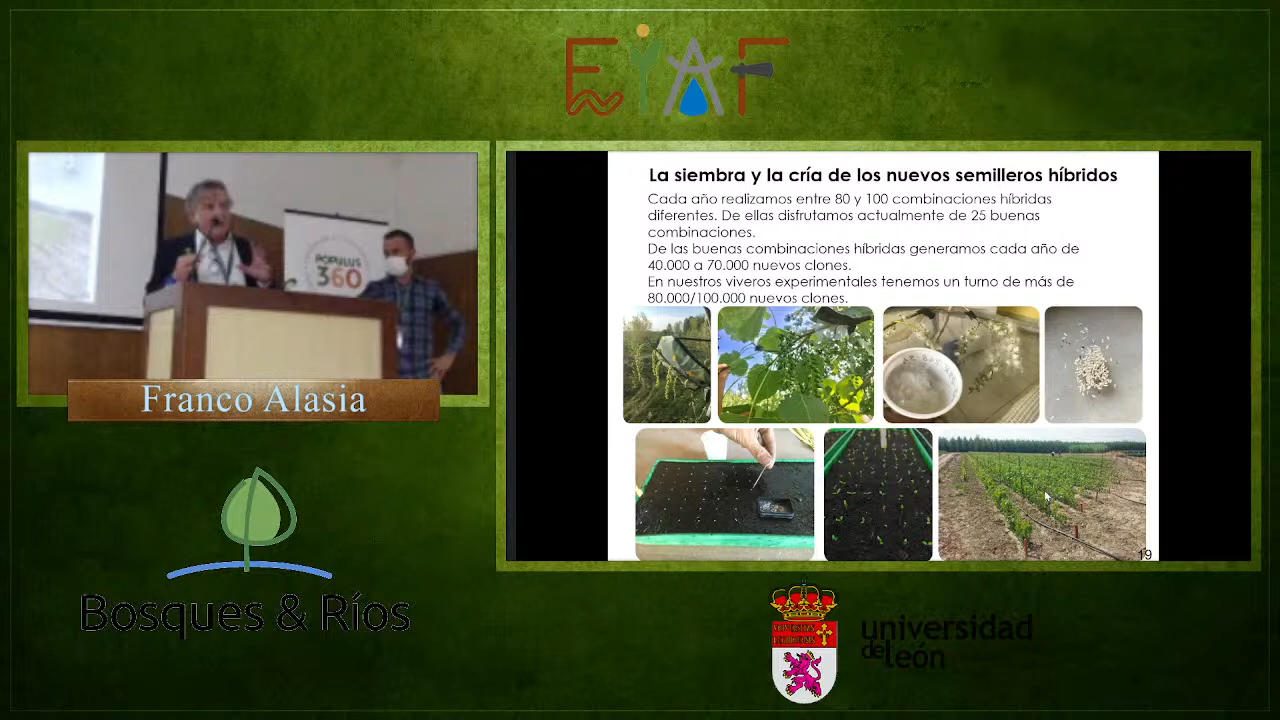 EIAF
La siembra y la cría de los nuevos semilleros híbridos
Cada año realizamos entre 80 y 100 combinaciones híbridas
diferentes. De ellas disfrutamos actualmente de 25 buenas
combinaciones.
De las buenas combinaciones híbridas generamos cada año de
40.000 a 70.000 nuevos clones.
En nuestros viveros experimentales tenemos un turno de más de
80.000/100.000 nuevos clones.
19
POPULUS
360
Franco Alasia
Bosques & Ríos
universidad
de león